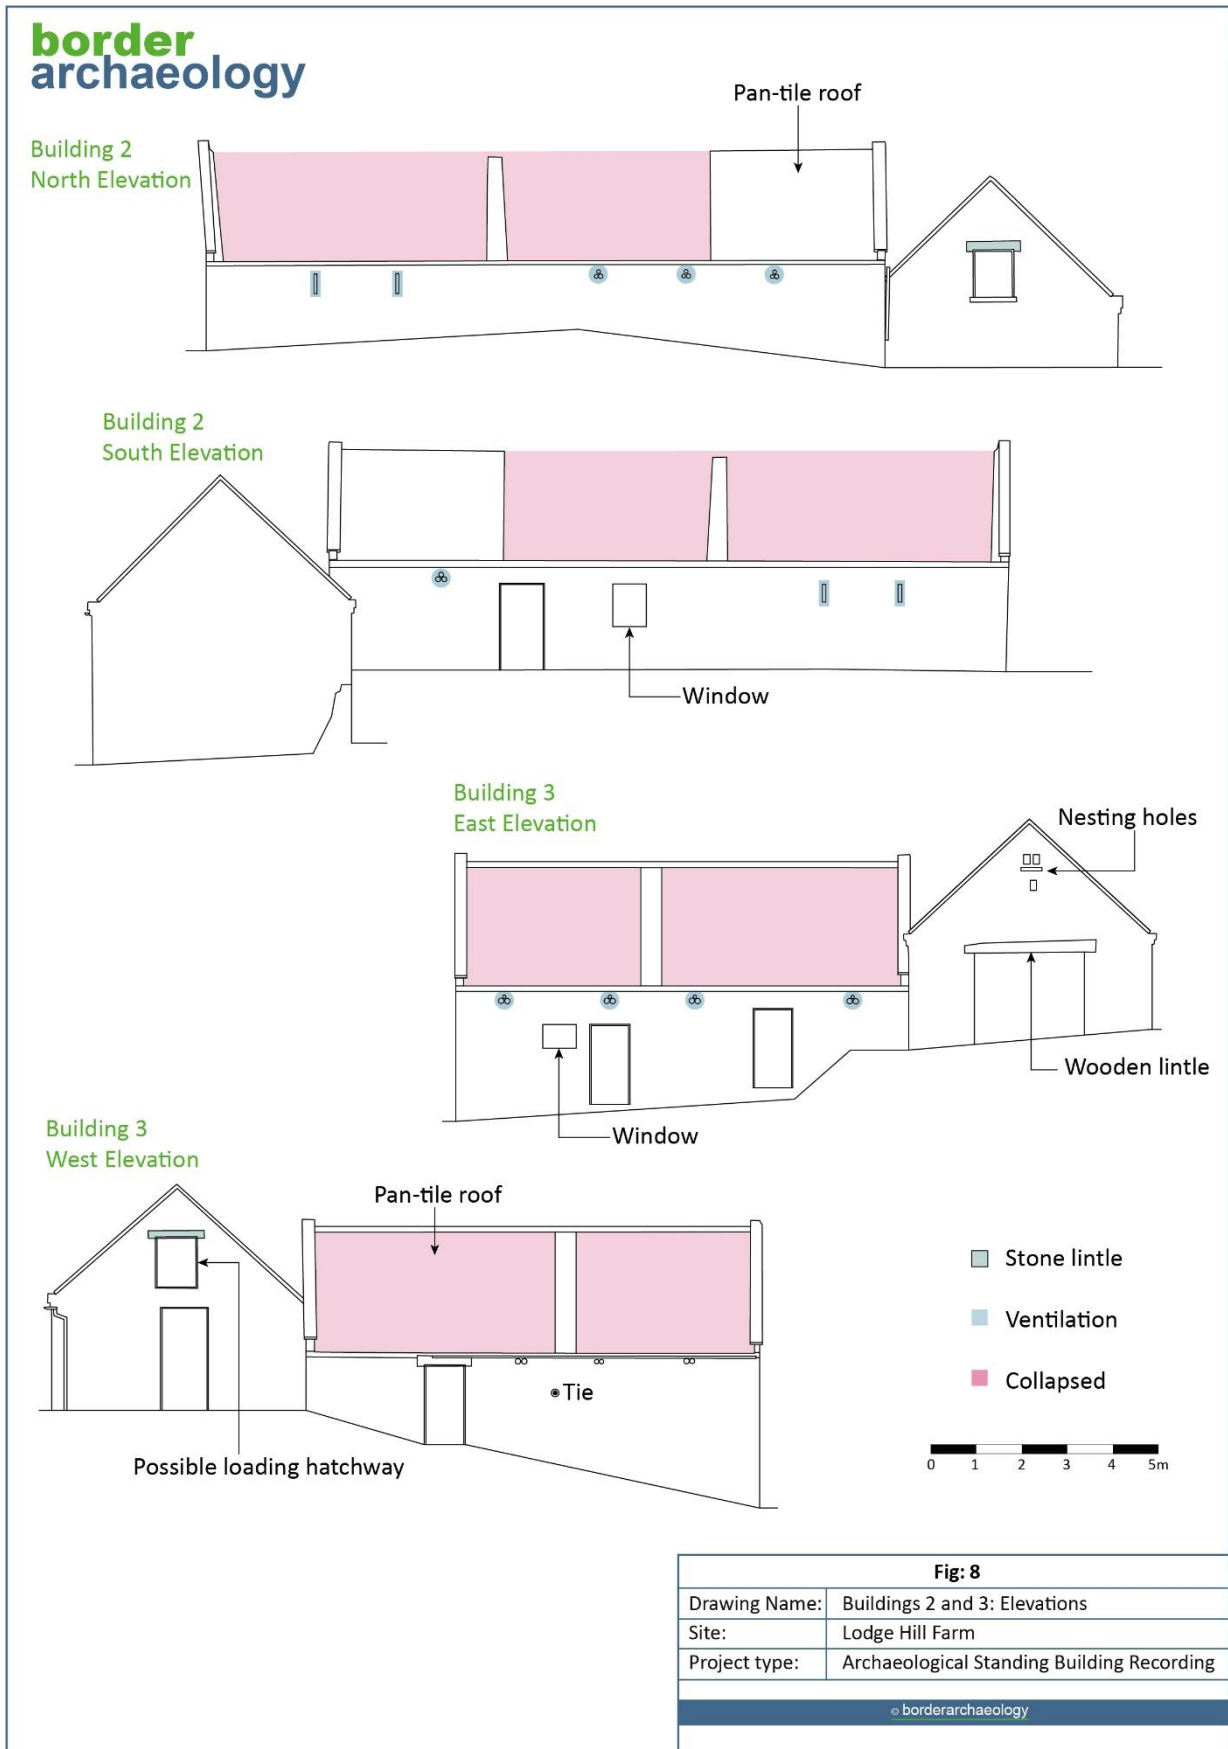 border
archaeology
Pan-tile roof
Building 2
North Elevation
Building 2
South Elevation
Window
Building 3
East Elevation
Nesting holes
Wooden lintle
Window
Building 3
West Elevation
Pan-tile roof
Stone lintle
Ventilation
Collapsed
Tie
Possible loading hatchway
0 1 2 3 4 5m
Fig: 8
Drawing Name: Buildings 2 and 3: Elevations
Site: Lodge Hill Farm
Project type: Archaeological Standing Building Recording
© borderarchaeology